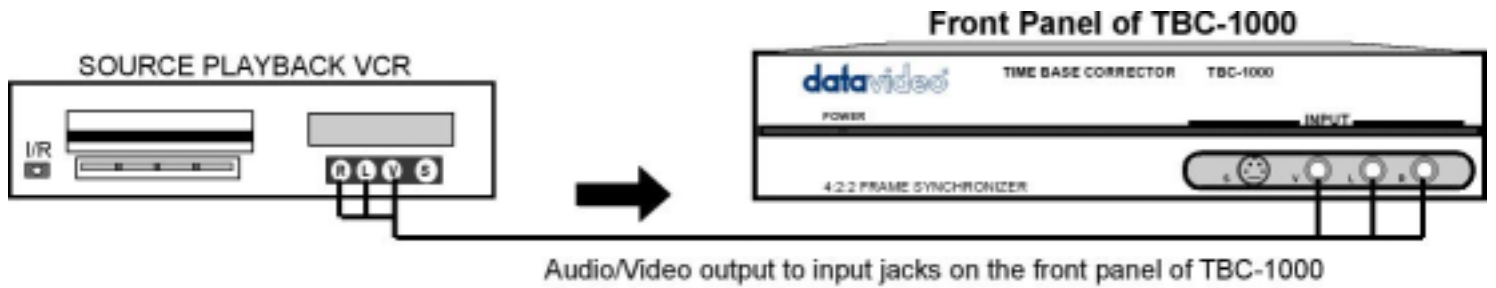 Front Panel of TBC-1000
SOURCE PLAYBACK VCR
datavideo
TIME BASE CORRECTOR TBC-1000
POWER
INPUT
I/R
R L V S
S V L R
4:2:2 FRAME SYNCHRONIZER
Audio/Video output to input jacks on the front panel of TBC-1000